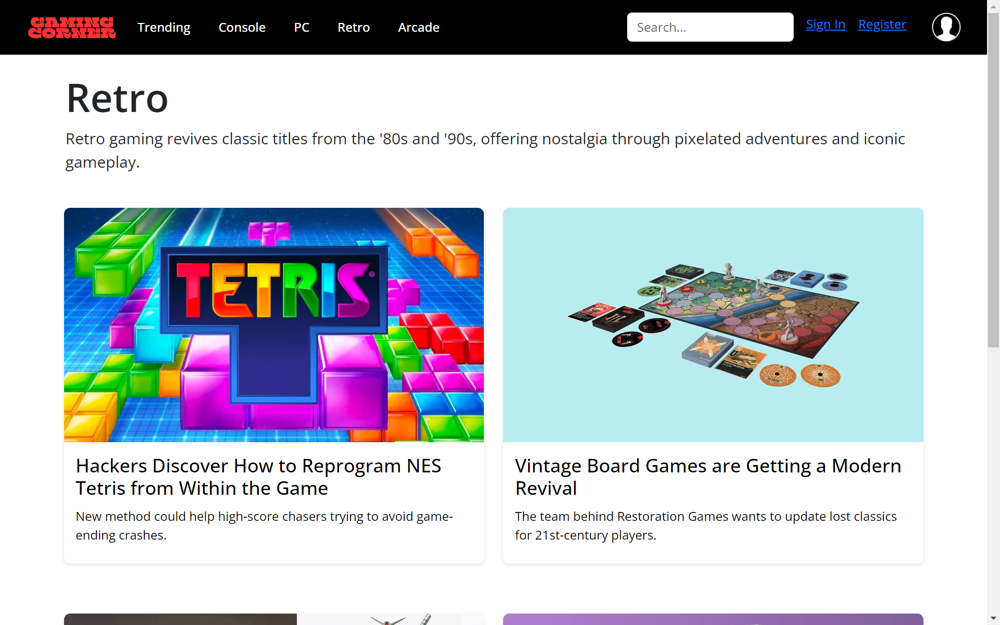 GAMING
CORNER
Trending
Console
PC
Retro
Arcade
Search...
Sign In
Register
Retro
Retro gaming revives classic titles from the '80s and '90s, offering nostalgia through pixelated adventures and iconic
gameplay.
TETRIS®
Hackers Discover How to Reprogram NES
Tetris from Within the Game
New method could help high-score chasers trying to avoid game-
ending crashes.
Vintage Board Games are Getting a Modern
Revival
The team behind Restoration Games wants to update lost classics
for 21st-century players.